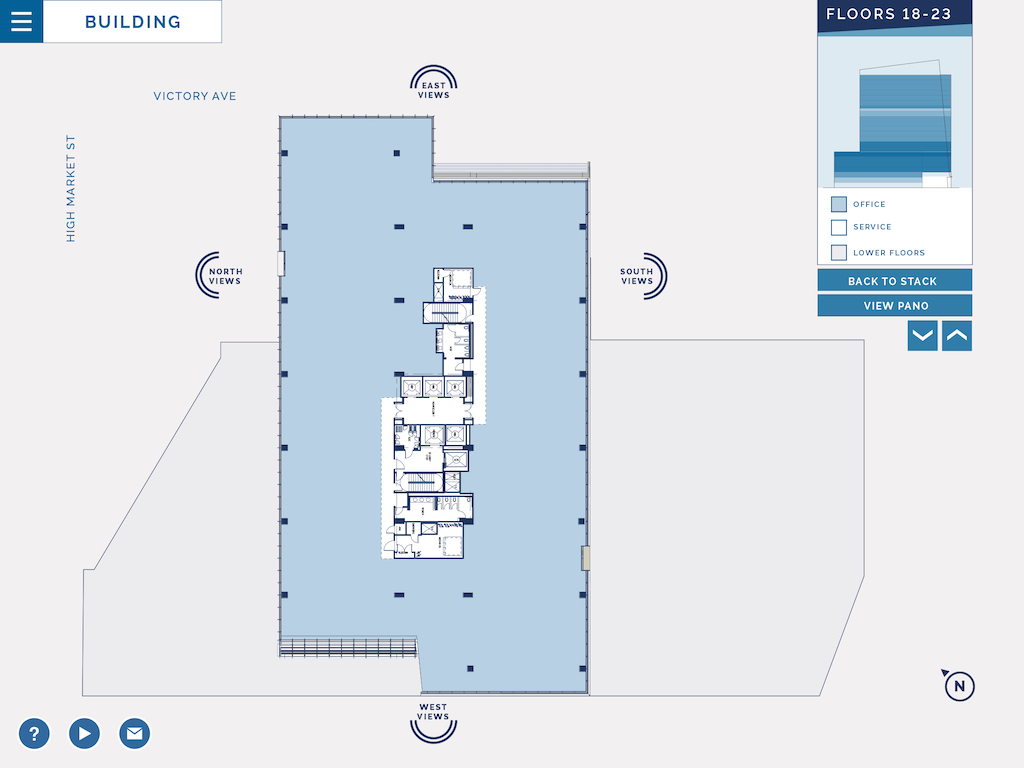 BUILDING
FLOORS 18-23
VICTORY AVE
HIGH MARKET ST
EAST
VIEWS
NORTH
VIEWS
SOUTH
VIEWS
OFFICE
SERVICE
LOWER FLOORS
BACK TO STACK
VIEW PANO
WEST
VIEWS
N
?